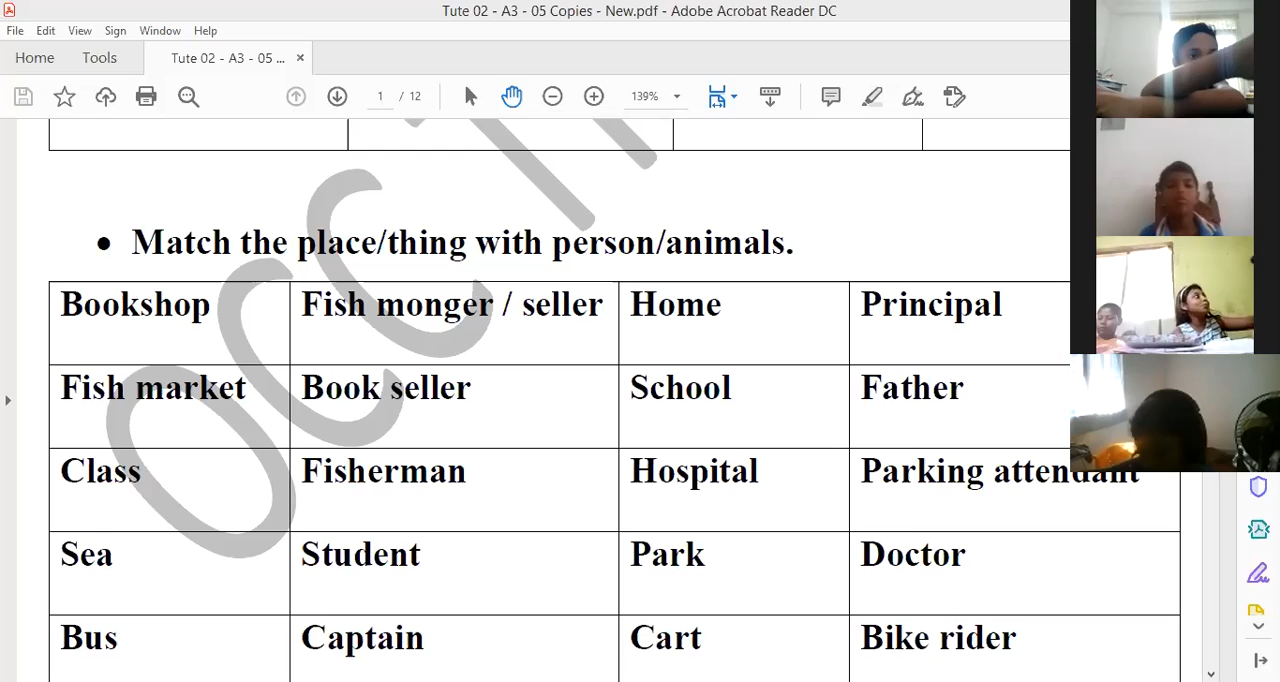 Tute 02 - A3 - 05 Copies - New.pdf - Adobe Acrobat Reader DC
File Edit View Sign Window Help
Home Tools Tute 02 - A3 - 05 ... ×
1 / 12 139%
• Match the place/thing with person/animals.
Bookshop Fish monger / seller Home Principal
Fish market Book seller School Father
Class Fisherman Hospital Parking attendant
Sea Student Park Doctor
Bus Captain Cart Bike rider
OCC